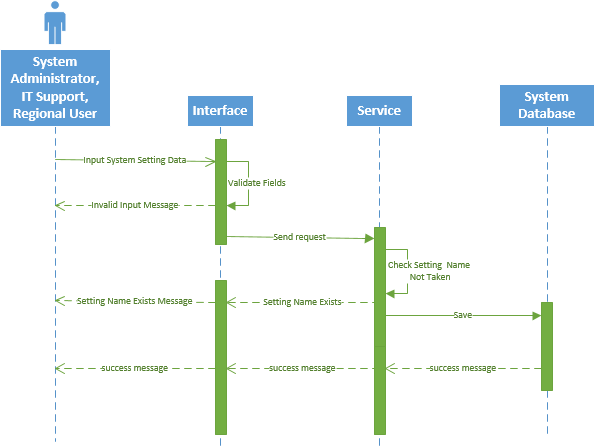 System
Administrator,
IT Support,
Regional User
Interface
Service
System
Database
Input System Setting Data
Validate Fields
Invalid Input Message
Send request
Check Setting Name
Not Taken
Setting Name Exists Message
Setting Name Exists
Save
success message
success message
success message